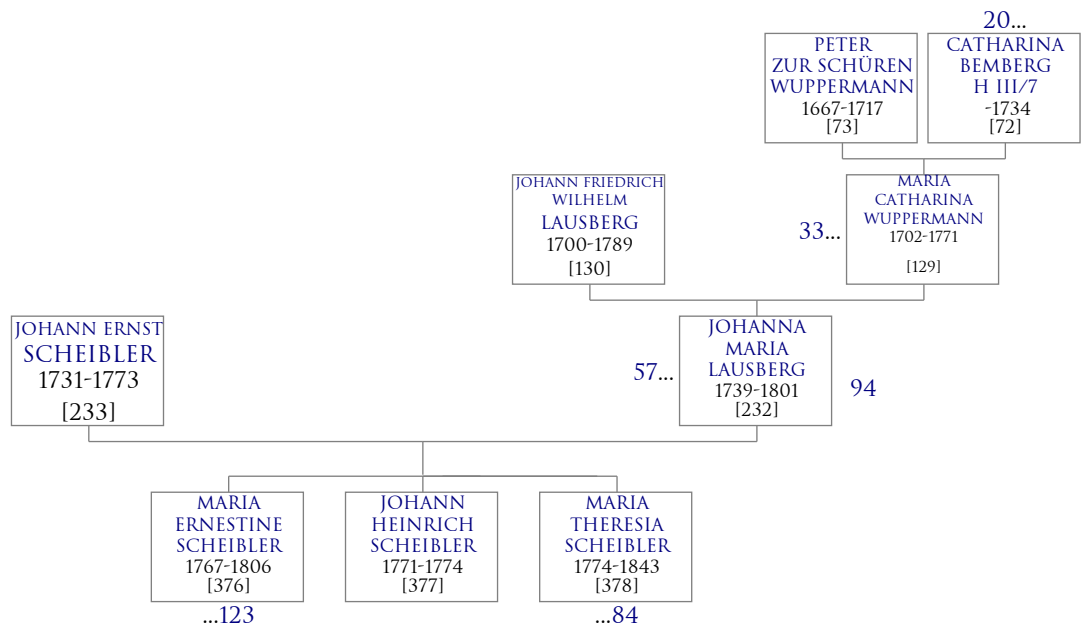 20...
PETER
ZUR SCHÜREN
WUPPERMANN
1667-1717
[73]
CATHARINA
BEMBERG
H III/7
-1734
[72]
JOHANN FRIEDRICH
WILHELM
LAUSBERG
1700-1789
[130]
33...
MARIA
CATHARINA
WUPPERMANN
1702-1771
[129]
JOHANN ERNST
SCHEIBLER
1731-1773
[233]
57...
JOHANNA
MARIA
LAUSBERG
1739-1801
[232]
94
MARIA
ERNESTINE
SCHEIBLER
1767-1806
[376]
...123
JOHANN
HEINRICH
SCHEIBLER
1771-1774
[377]
MARIA
THERESIA
SCHEIBLER
1774-1843
[378]
...84